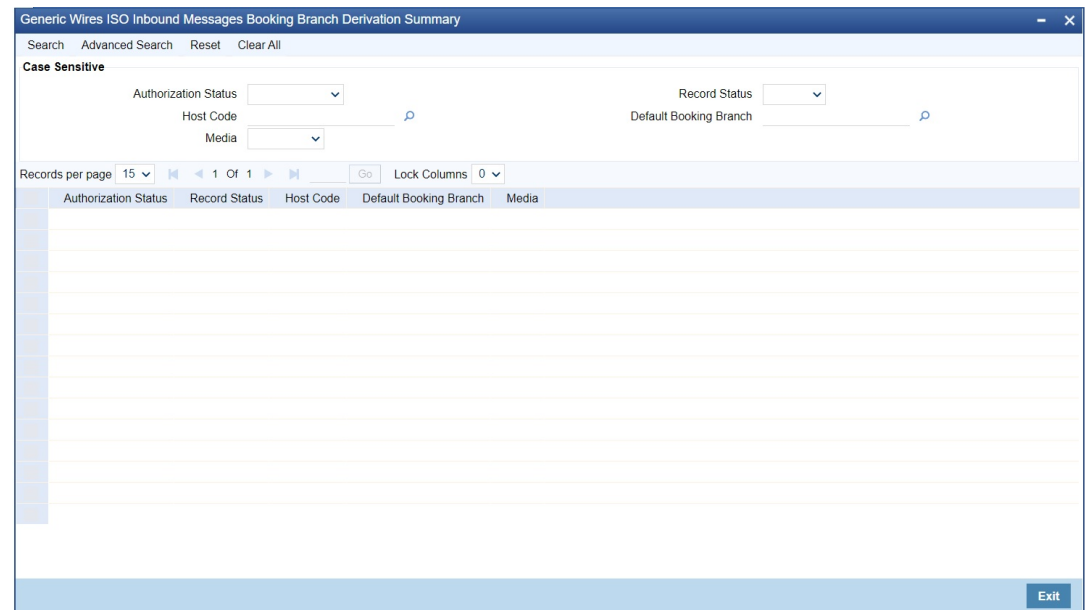 Generic Wires ISO Inbound Messages Booking Branch Derivation Summary
Search Advanced Search Reset Clear All
Case Sensitive
Authorization Status Record Status
Host Code Default Booking Branch
Media
Records per page 15 1 Of 1 Go Lock Columns 0
Authorization Status Record Status Host Code Default Booking Branch Media
Exit